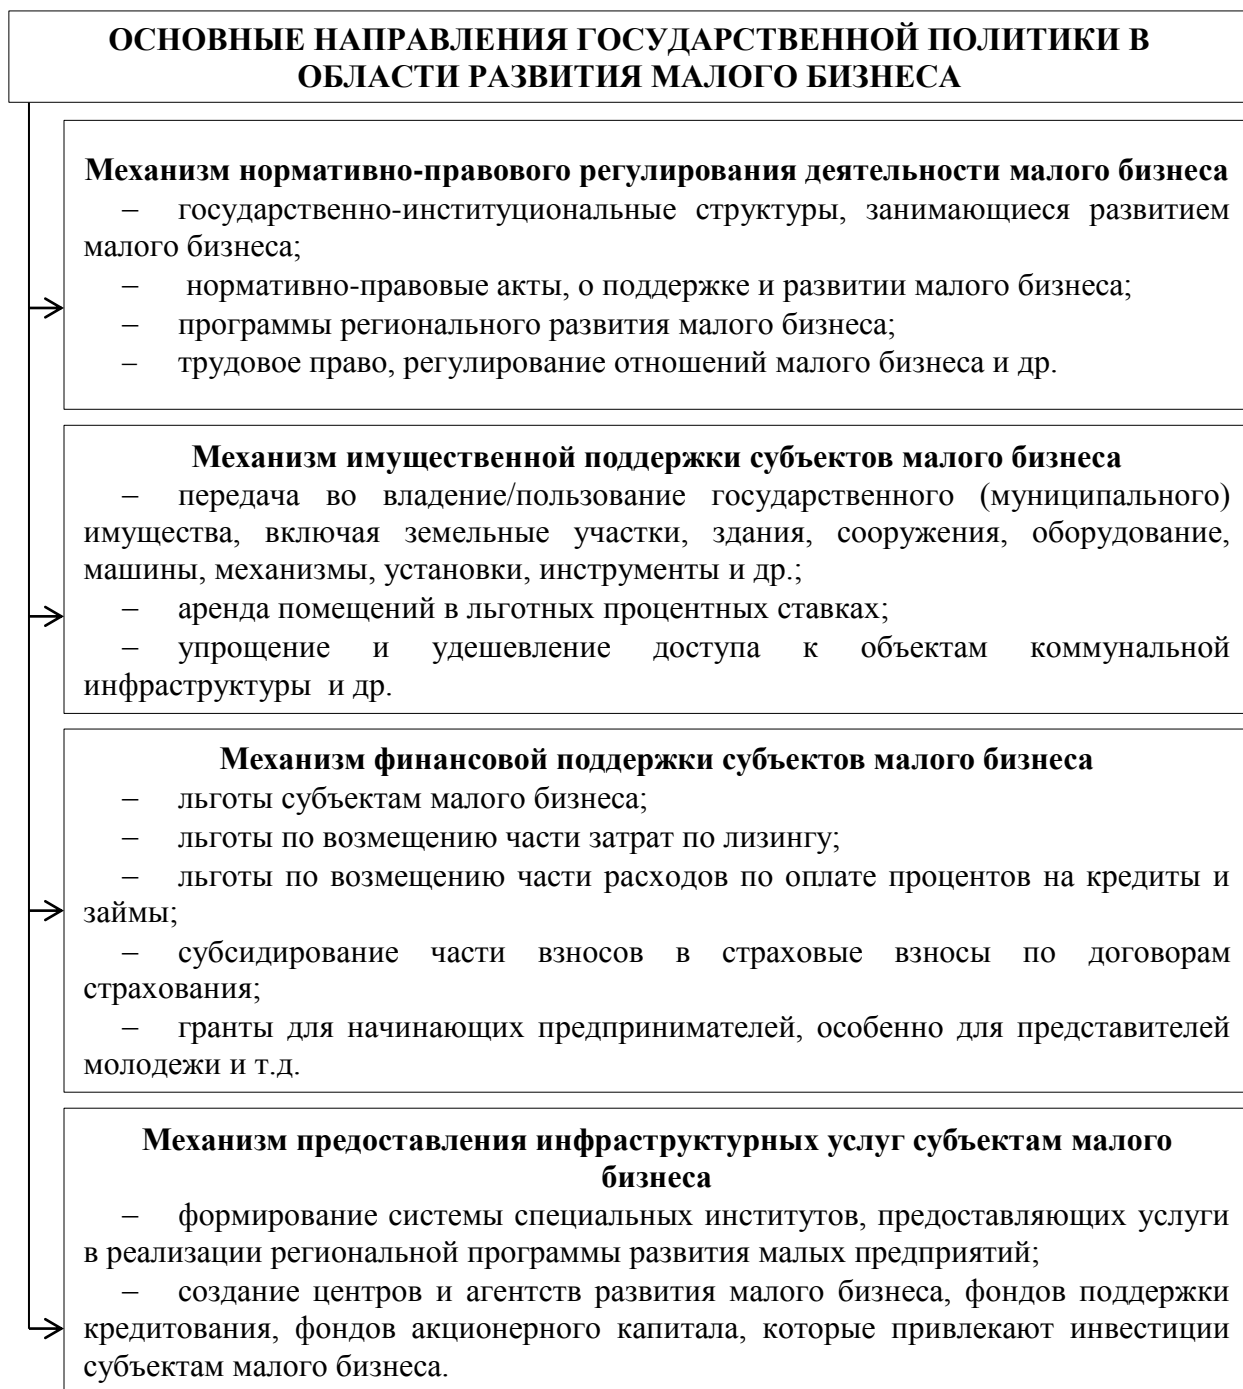 ОСНОВНЫЕ НАПРАВЛЕНИЯ ГОСУДАРСТВЕННОЙ ПОЛИТИКИ В
ОБЛАСТИ РАЗВИТИЯ МАЛОГО БИЗНЕСА
Механизм нормативно-правового регулирования деятельности малого бизнеса
– государственно-институциональные структуры, занимающиеся развитием
малого бизнеса;
– нормативно-правовые акты, о поддержке и развитии малого бизнеса;
– программы регионального развития малого бизнеса;
– трудовое право, регулирование отношений малого бизнеса и др.
Механизм имущественной поддержки субъектов малого бизнеса
– передача во владение/пользование государственного (муниципального)
имущества, включая земельные участки, здания, сооружения, оборудование,
машины, механизмы, установки, инструменты и др.;
– аренда помещений в льготных процентных ставках;
– упрощение и удешевление доступа к объектам коммунальной
инфраструктуры и др.
Механизм финансовой поддержки субъектов малого бизнеса
– льготы субъектам малого бизнеса;
– льготы по возмещению части затрат по лизингу;
– льготы по возмещению части расходов по оплате процентов на кредиты и
займы;
– субсидирование части взносов в страховые взносы по договорам
страхования;
– гранты для начинающих предпринимателей, особенно для представителей
молодежи и т.д.
Механизм предоставления инфраструктурных услуг субъектам малого
бизнеса
– формирование системы специальных институтов, предоставляющих услуги
в реализации региональной программы развития малых предприятий;
– создание центров и агентств развития малого бизнеса, фондов поддержки
кредитования, фондов акционерного капитала, которые привлекают инвестиции
субъектам малого бизнеса.